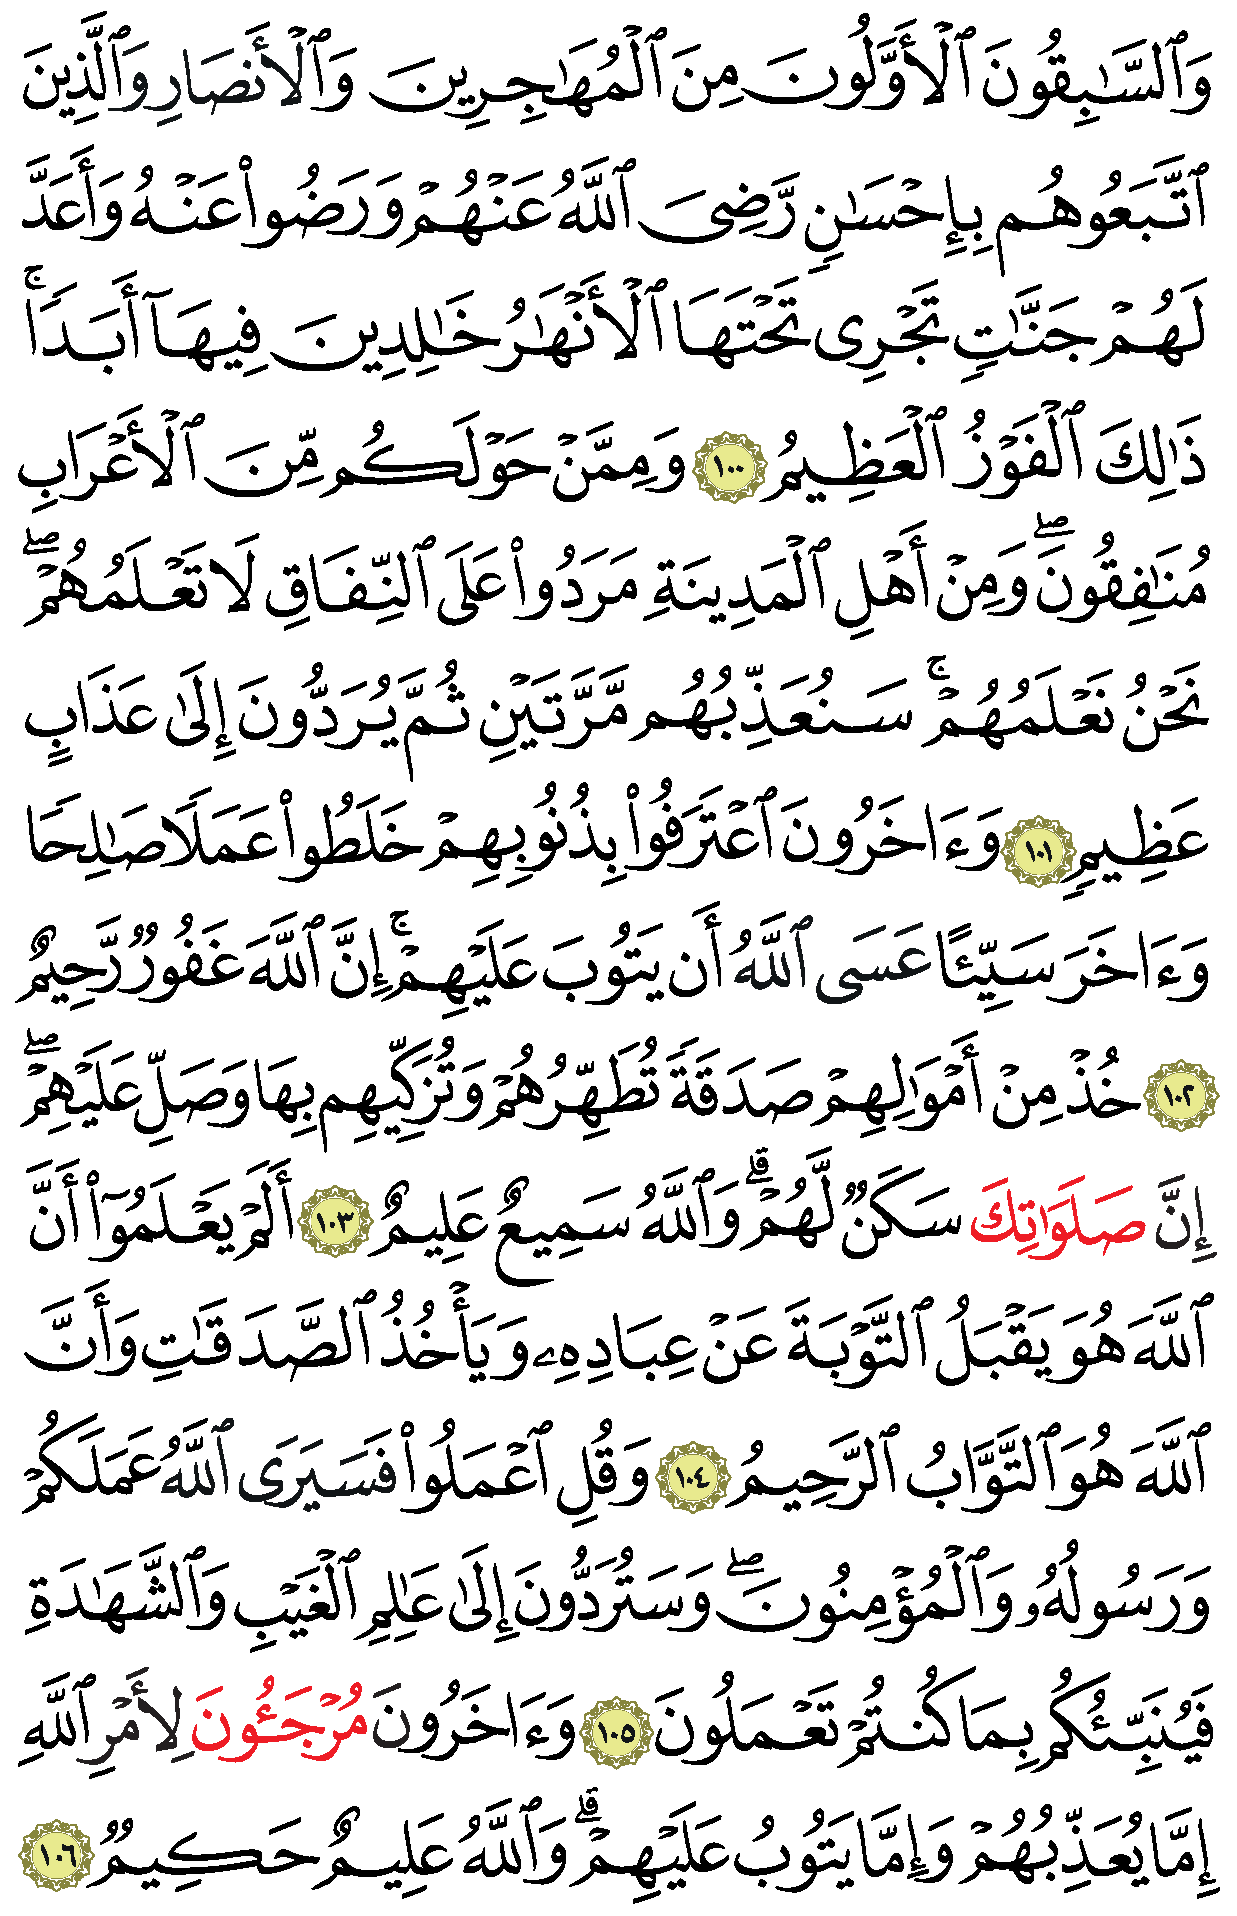 وَٱلسَّٰبِقُونَ ٱلۡأَوَّلُونَ مِنَ ٱلۡمُهَٰجِرِينَ وَٱلۡأَنصَارِ وَٱلَّذِينَ
ٱتَّبَعُوهُم بِإِحۡسَٰنٖ رَّضِيَ ٱللَّهُ عَنۡهُمۡ وَرَضُواْ عَنۡهُ وَأَعَدَّ
لَهُمۡ جَنَّٰتٖ تَجۡرِي تَحۡتَهَا ٱلۡأَنۡهَٰرُ خَٰلِدِينَ فِيهَآ أَبَدٗاۚ
ذَٰلِكَ ٱلۡفَوۡزُ ٱلۡعَظِيمُ ١٠٠ وَمِمَّنۡ حَوۡلَكُم مِّنَ ٱلۡأَعۡرَابِ
مُنَٰفِقُونَۖ وَمِنۡ أَهۡلِ ٱلۡمَدِينَةِ مَرَدُواْ عَلَى ٱلنِّفَاقِ لَا تَعۡلَمُهُمۡۖ
نَحۡنُ نَعۡلَمُهُمۡۚ سَنُعَذِّبُهُم مَّرَّتَيۡنِ ثُمَّ يُرَدُّونَ إِلَىٰ عَذَابٍ
عَظِيمٖ ١٠١ وَءَاخَرُونَ ٱعۡتَرَفُواْ بِذُنُوبِهِمۡ خَلَطُواْ عَمَلٗا صَٰلِحٗا
وَءَاخَرَ سَيِّئًا عَسَى ٱللَّهُ أَن يَتُوبَ عَلَيۡهِمۡۚ إِنَّ ٱللَّهَ غَفُورٞ رَّحِيمٌ
١٠٢ خُذۡ مِنۡ أَمۡوَٰلِهِمۡ صَدَقَةٗ تُطَهِّرُهُمۡ وَتُزَكِّيهِم بِهَا وَصَلِّ عَلَيۡهِمۡۖ
إِنَّ صَلَوَٰتِكَ سَكَنٞ لَّهُمۡۗ وَٱللَّهُ سَمِيعٌ عَلِيمٌ ١٠٣ أَلَمۡ يَعۡلَمُوٓاْ أَنَّ
ٱللَّهَ هُوَ يَقۡبَلُ ٱلتَّوۡبَةَ عَنۡ عِبَادِهِۦ وَيَأۡخُذُ ٱلصَّدَقَٰتِ وَأَنَّ
ٱللَّهَ هُوَ ٱلتَّوَّابُ ٱلرَّحِيمُ ١٠٤ وَقُلِ ٱعۡمَلُواْ فَسَيَرَى ٱللَّهُ عَمَلَكُمۡ
وَرَسُولُهُۥ وَٱلۡمُؤۡمِنُونَۖ وَسَتُرَدُّونَ إِلَىٰ عَٰلِمِ ٱلۡغَيۡبِ وَٱلشَّهَٰدَةِ
فَيُنَبِّئُكُم بِمَا كُنتُمۡ تَعۡمَلُونَ ١٠٥ وَءَاخَرُونَ مُرۡجَـُٔونَ لِأَمۡرِ ٱللَّهِ
إِمَّا يُعَذِّبُهُمۡ وَإِمَّا يَتُوبُ عَلَيۡهِمۡۗ وَٱللَّهُ عَلِيمٌ حَكِيمٞ ١٠٦